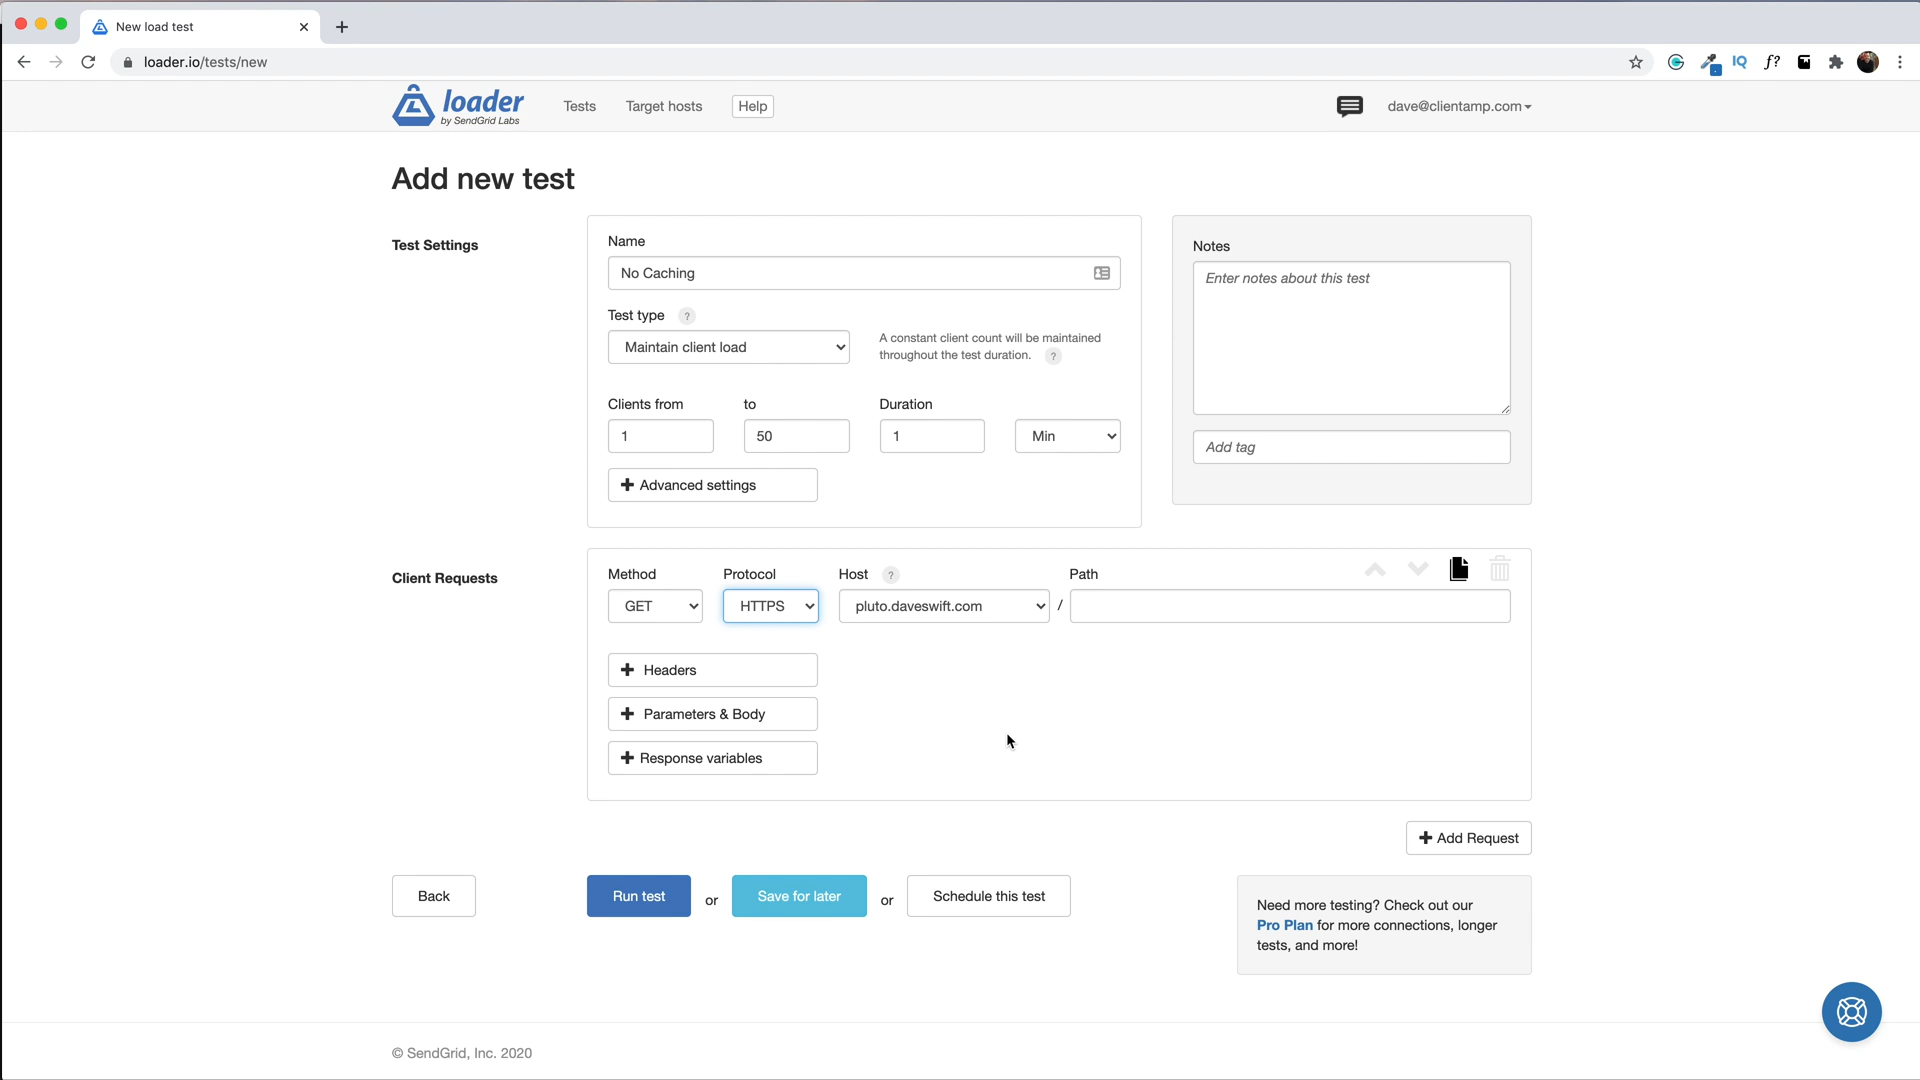 New load test
loader.io/tests/new
IQ
f?
loader
by SendGrid Labs
Tests
Target hosts
Help
dave@clientamp.com
Add new test
Test Settings
Name
No Caching
Test type ?
Maintain client load
A constant client count will be maintained
throughout the test duration. ?
Clients from
to
Duration
1
50
1
Min
Advanced settings
Notes
Enter notes about this test
Add tag
Client Requests
Method
Protocol
Host ?
Path
GET
HTTPS
pluto.daveswift.com
/
Headers
Parameters & Body
Response variables
Add Request
Back
Run test
or
Save for later
or
Schedule this test
Need more testing? Check out our
Pro Plan for more connections, longer
tests, and more!
© SendGrid, Inc. 2020